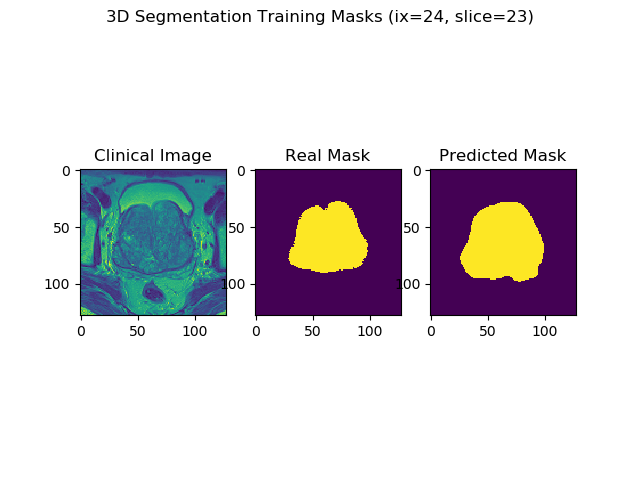 3D Segmentation Training Masks (ix=24, slice=23)
Clinical Image Real Mask Predicted Mask
0 0 0
50 50 50
100 100 100
0 50 100 0 50 100 0 50 100